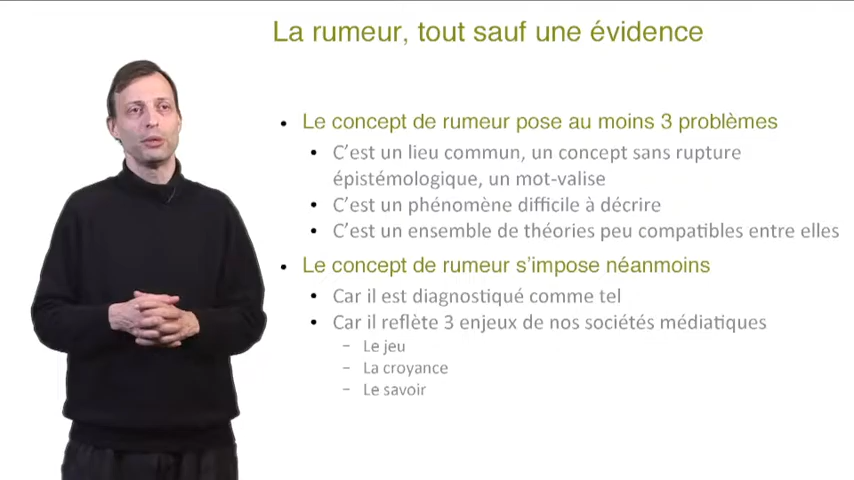 La rumeur, tout sauf une évidence
• Le concept de rumeur pose au moins 3 problèmes
• C'est un lieu commun, un concept sans rupture
épistémologique, un mot-valise
• C'est un phénomène difficile à décrire
• C'est un ensemble de théories peu compatibles entre elles
• Le concept de rumeur s'impose néanmoins
• Car il est diagnostiqué comme tel
• Car il reflète 3 enjeux de nos sociétés médiatiques
– Le jeu
– La croyance
– Le savoir